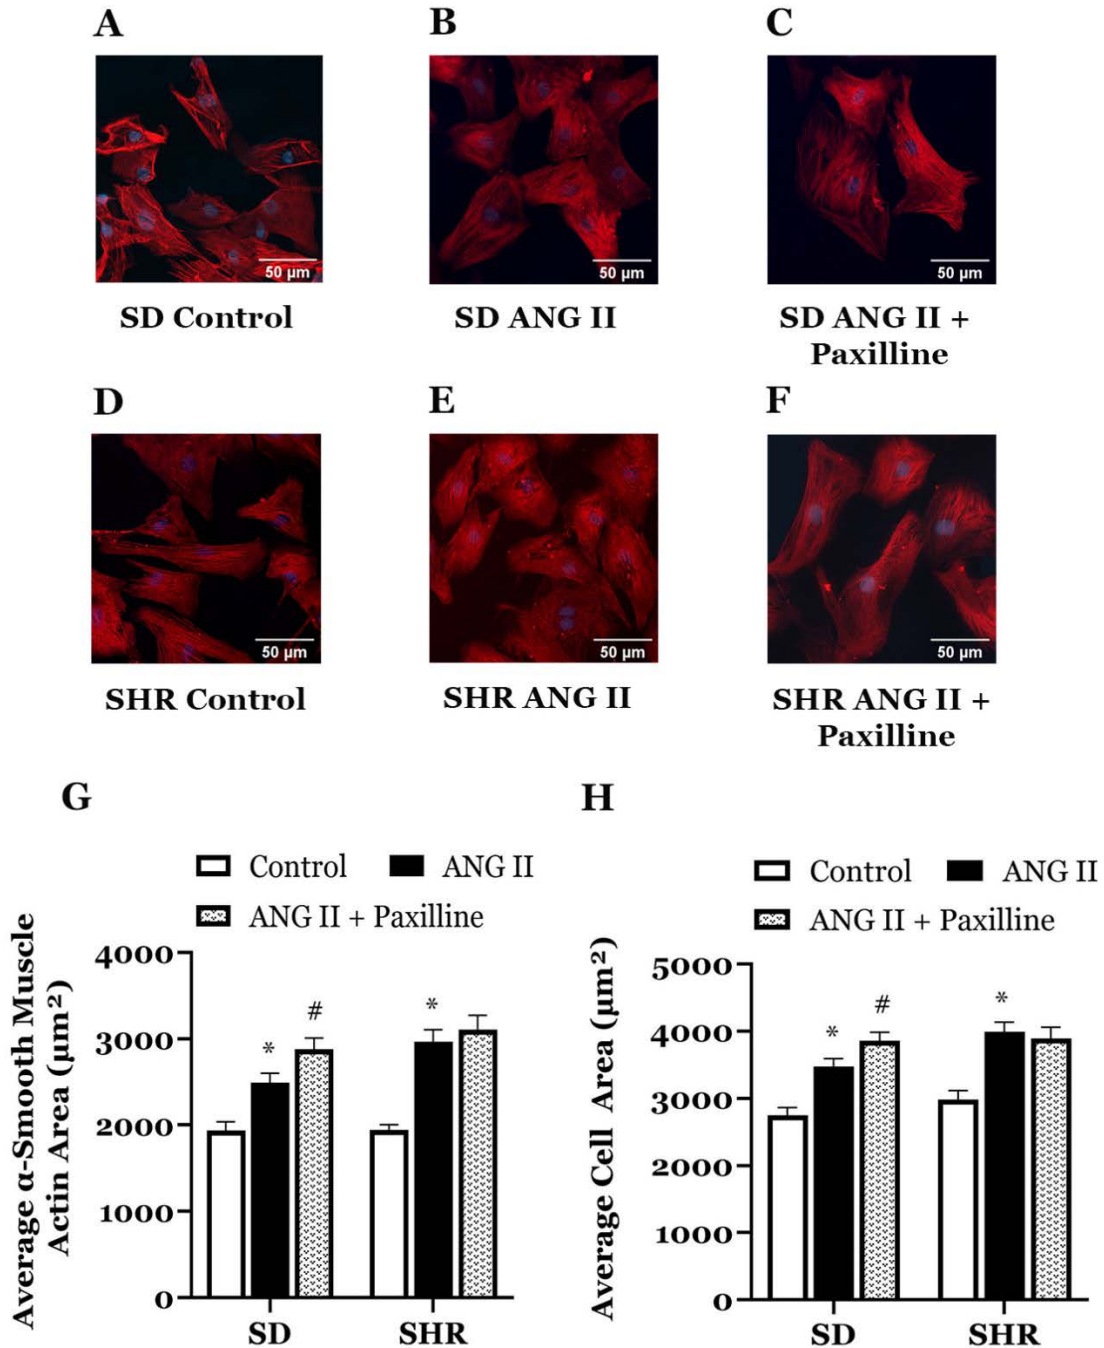 A
B
C
50 µm
50 µm
50 µm
SD Control
SD ANG II
SD ANG II +
Paxilline
D
E
F
50 µm
50 µm
50 µm
SHR Control
SHR ANG II
SHR ANG II +
Paxilline
G
Control
ANG II
ANG II + Paxilline
Average α-Smooth Muscle
Actin Area (µm²)
4000
3000
2000
1000
0
*
#
*
SD
SHR
H
Control
ANG II
ANG II + Paxilline
Average Cell Area (µm²)
5000
4000
3000
2000
1000
0
*
#
*
SD
SHR